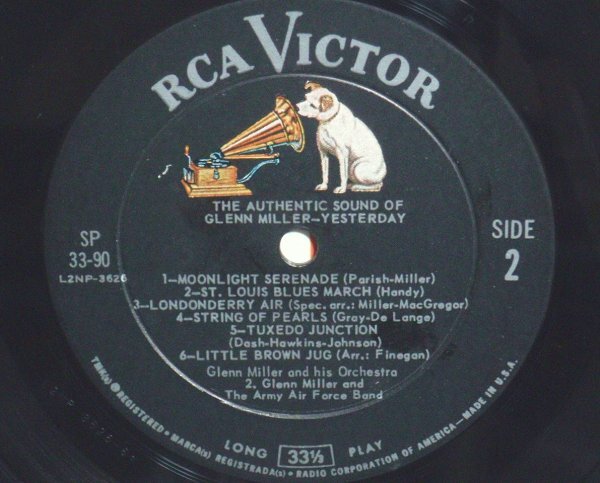 RCA VICTOR
THE AUTHENTIC SOUND OF
GLENN MILLER—YESTERDAY
SP
33-90
L2NP-3626
SIDE
2
1—MOONLIGHT SERENADE (Parish-Miller)
2—ST. LOUIS BLUES MARCH (Handy)
3—LONDONDERRY AIR (Spec. arr.: Miller-MacGregor)
4—STRING OF PEARLS (Gray-De Lange)
5—TUXEDO JUNCTION
(Dash-Hawkins-Johnson)
6—LITTLE BROWN JUG (Arr.: Finegan)
Glenn Miller and his Orchestra
2. Glenn Miller and
The Army Air Force Band
LONG 33⅓ PLAY
TMK(s) ® REGISTERED • MARCA(s) REGISTRADA(s) • RADIO CORPORATION OF AMERICA—MADE IN U.S.A.